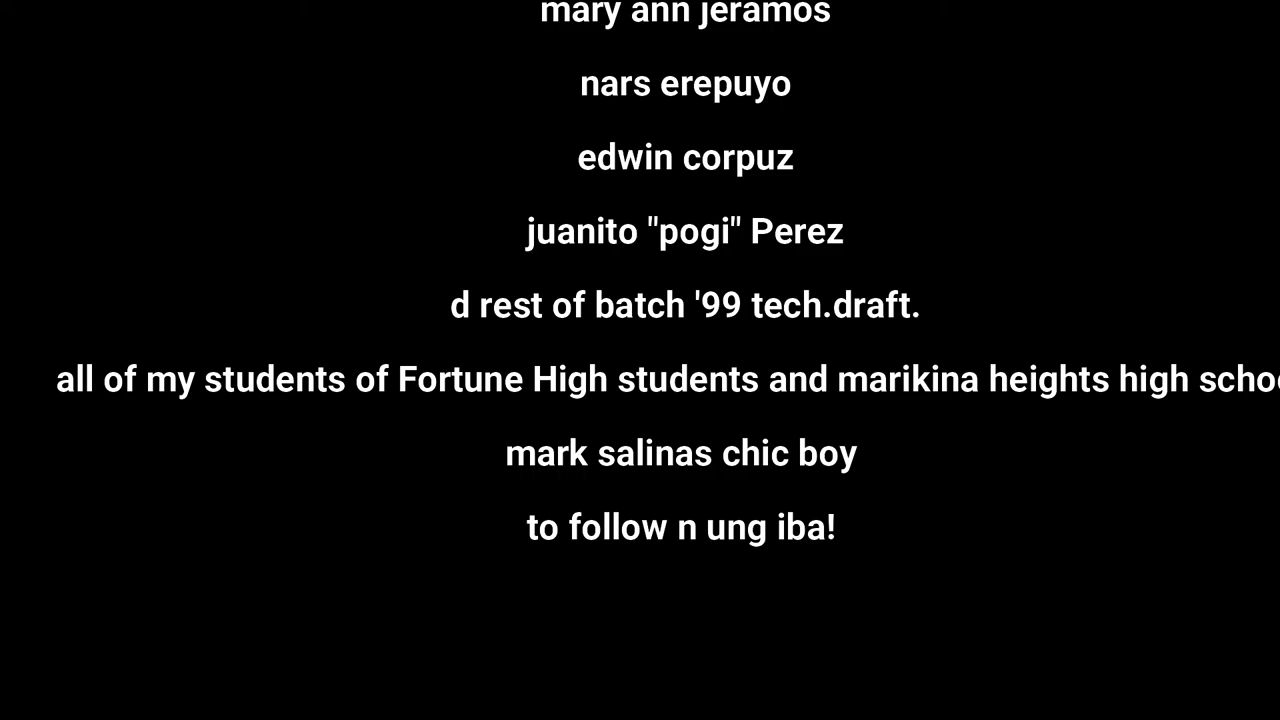 mary ann jeramos
nars erepuyo
edwin corpuz
juanito "pogi" Perez
d rest of batch '99 tech.draft.
all of my students of Fortune High students and marikina heights high schoo
mark salinas chic boy
to follow n ung iba!